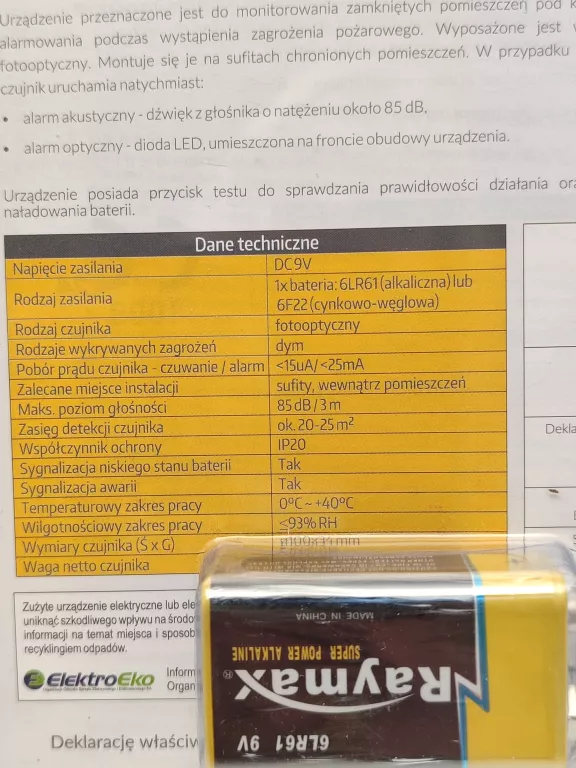 Urządzenie przeznaczone jest do monitorowania zamkniętych pomieszczeń pod
alarmowania podczas wystąpienia zagrożenia pożarowego. Wyposażone jest
fotooptyczny. Montuje się je na sufitach chronionych pomieszczeń. W przypadku
czujnik uruchamia natychmiast:
• alarm akustyczny - dźwięk z głośnika o natężeniu około 85 dB,
• alarm optyczny - dioda LED, umieszczona na froncie obudowy urządzenia.
Urządzenie posiada przycisk testu do sprawdzania prawidłowości działania ora
naładowania baterii.
Dane techniczne
Napięcie zasilania DC 9V
Rodzaj zasilania 1x bateria: 6LR61 (alkaliczna) lub
6F22 (cynkowo-węglowa)
Rodzaj czujnika fotooptyczny
Rodzaje wykrywanych zagrożeń dym
Pobór prądu czujnika - czuwanie / alarm <15uA/<25mA
Zalecane miejsce instalacji sufity, wewnątrz pomieszczeń
Maks. poziom głośności 85 dB / 3 m
Zasięg detekcji czujnika ok. 20-25 m²
Współczynnik ochrony IP20
Sygnalizacja niskiego stanu baterii Tak
Sygnalizacja awarii Tak
Temperaturowy zakres pracy 0°C ~ +40°C
Wilgotnościowy zakres pracy ≤93% RH
Wymiary czujnika (Ś x G)
Waga netto czujnika
Dekla
Zużyte urządzenie elektryczne lub ele
uniknąć szkodliwego wpływu na środo
informacji na temat miejsca i sposob
recyklingiem odpadów.
ElektroEko
Inform
Organ
Deklarację właściw
MADE IN CHINA
SUPER POWER ALKALINE
Raymax®
6LR61 9V